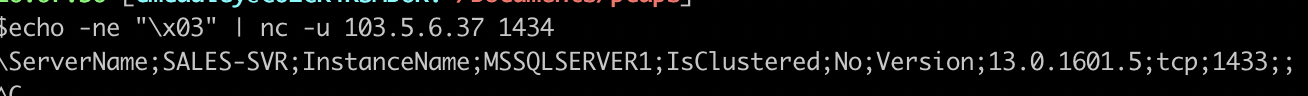 $echo -ne "\x03" | nc -u 103.5.6.37 1434
\ServerName;SALES-SVR;InstanceName;MSSQLSERVER1;IsClustered;No;Version;13.0.1601.5;tcp;1433;;
^C